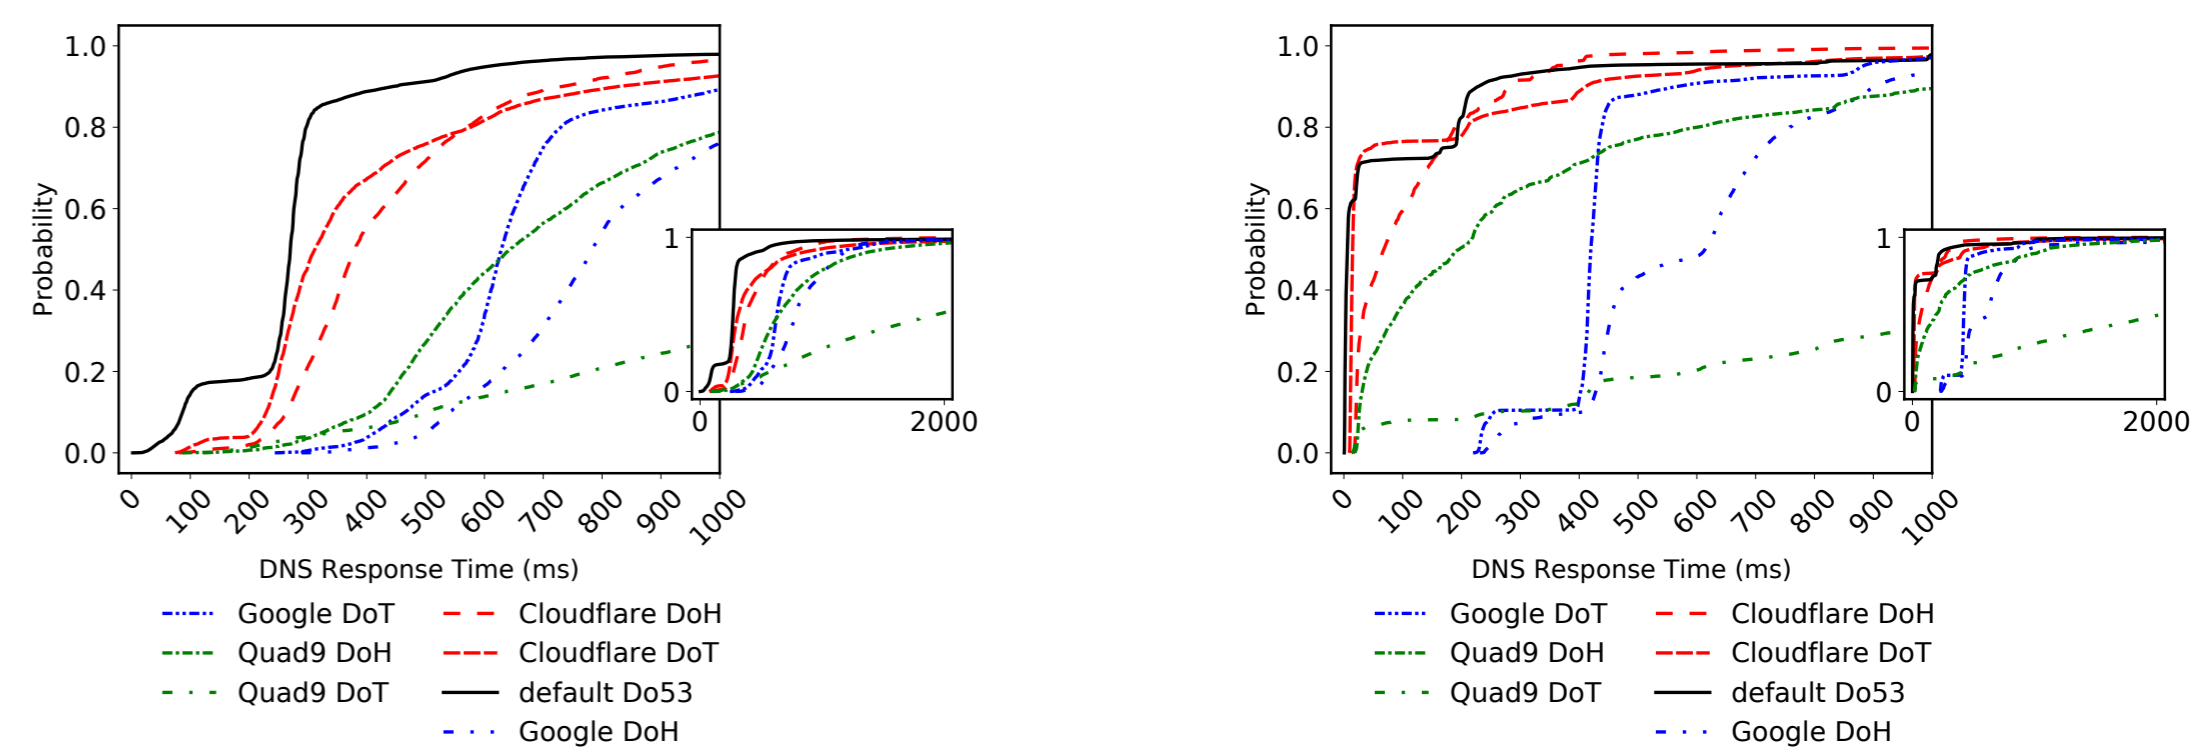 1.0
0.8
0.6
0.4
0.2
0.0
Probability
1
0
0 2000
0 100 200 300 400 500 600 700 800 900 1000
DNS Response Time (ms)
Google DoT
Quad9 DoH
Quad9 DoT
Cloudflare DoH
Cloudflare DoT
default Do53
Google DoH
1.0
0.8
0.6
0.4
0.2
0.0
Probability
1
0
0 2000
0 100 200 300 400 500 600 700 800 900 1000
DNS Response Time (ms)
Google DoT
Quad9 DoH
Quad9 DoT
Cloudflare DoH
Cloudflare DoT
default Do53
Google DoH